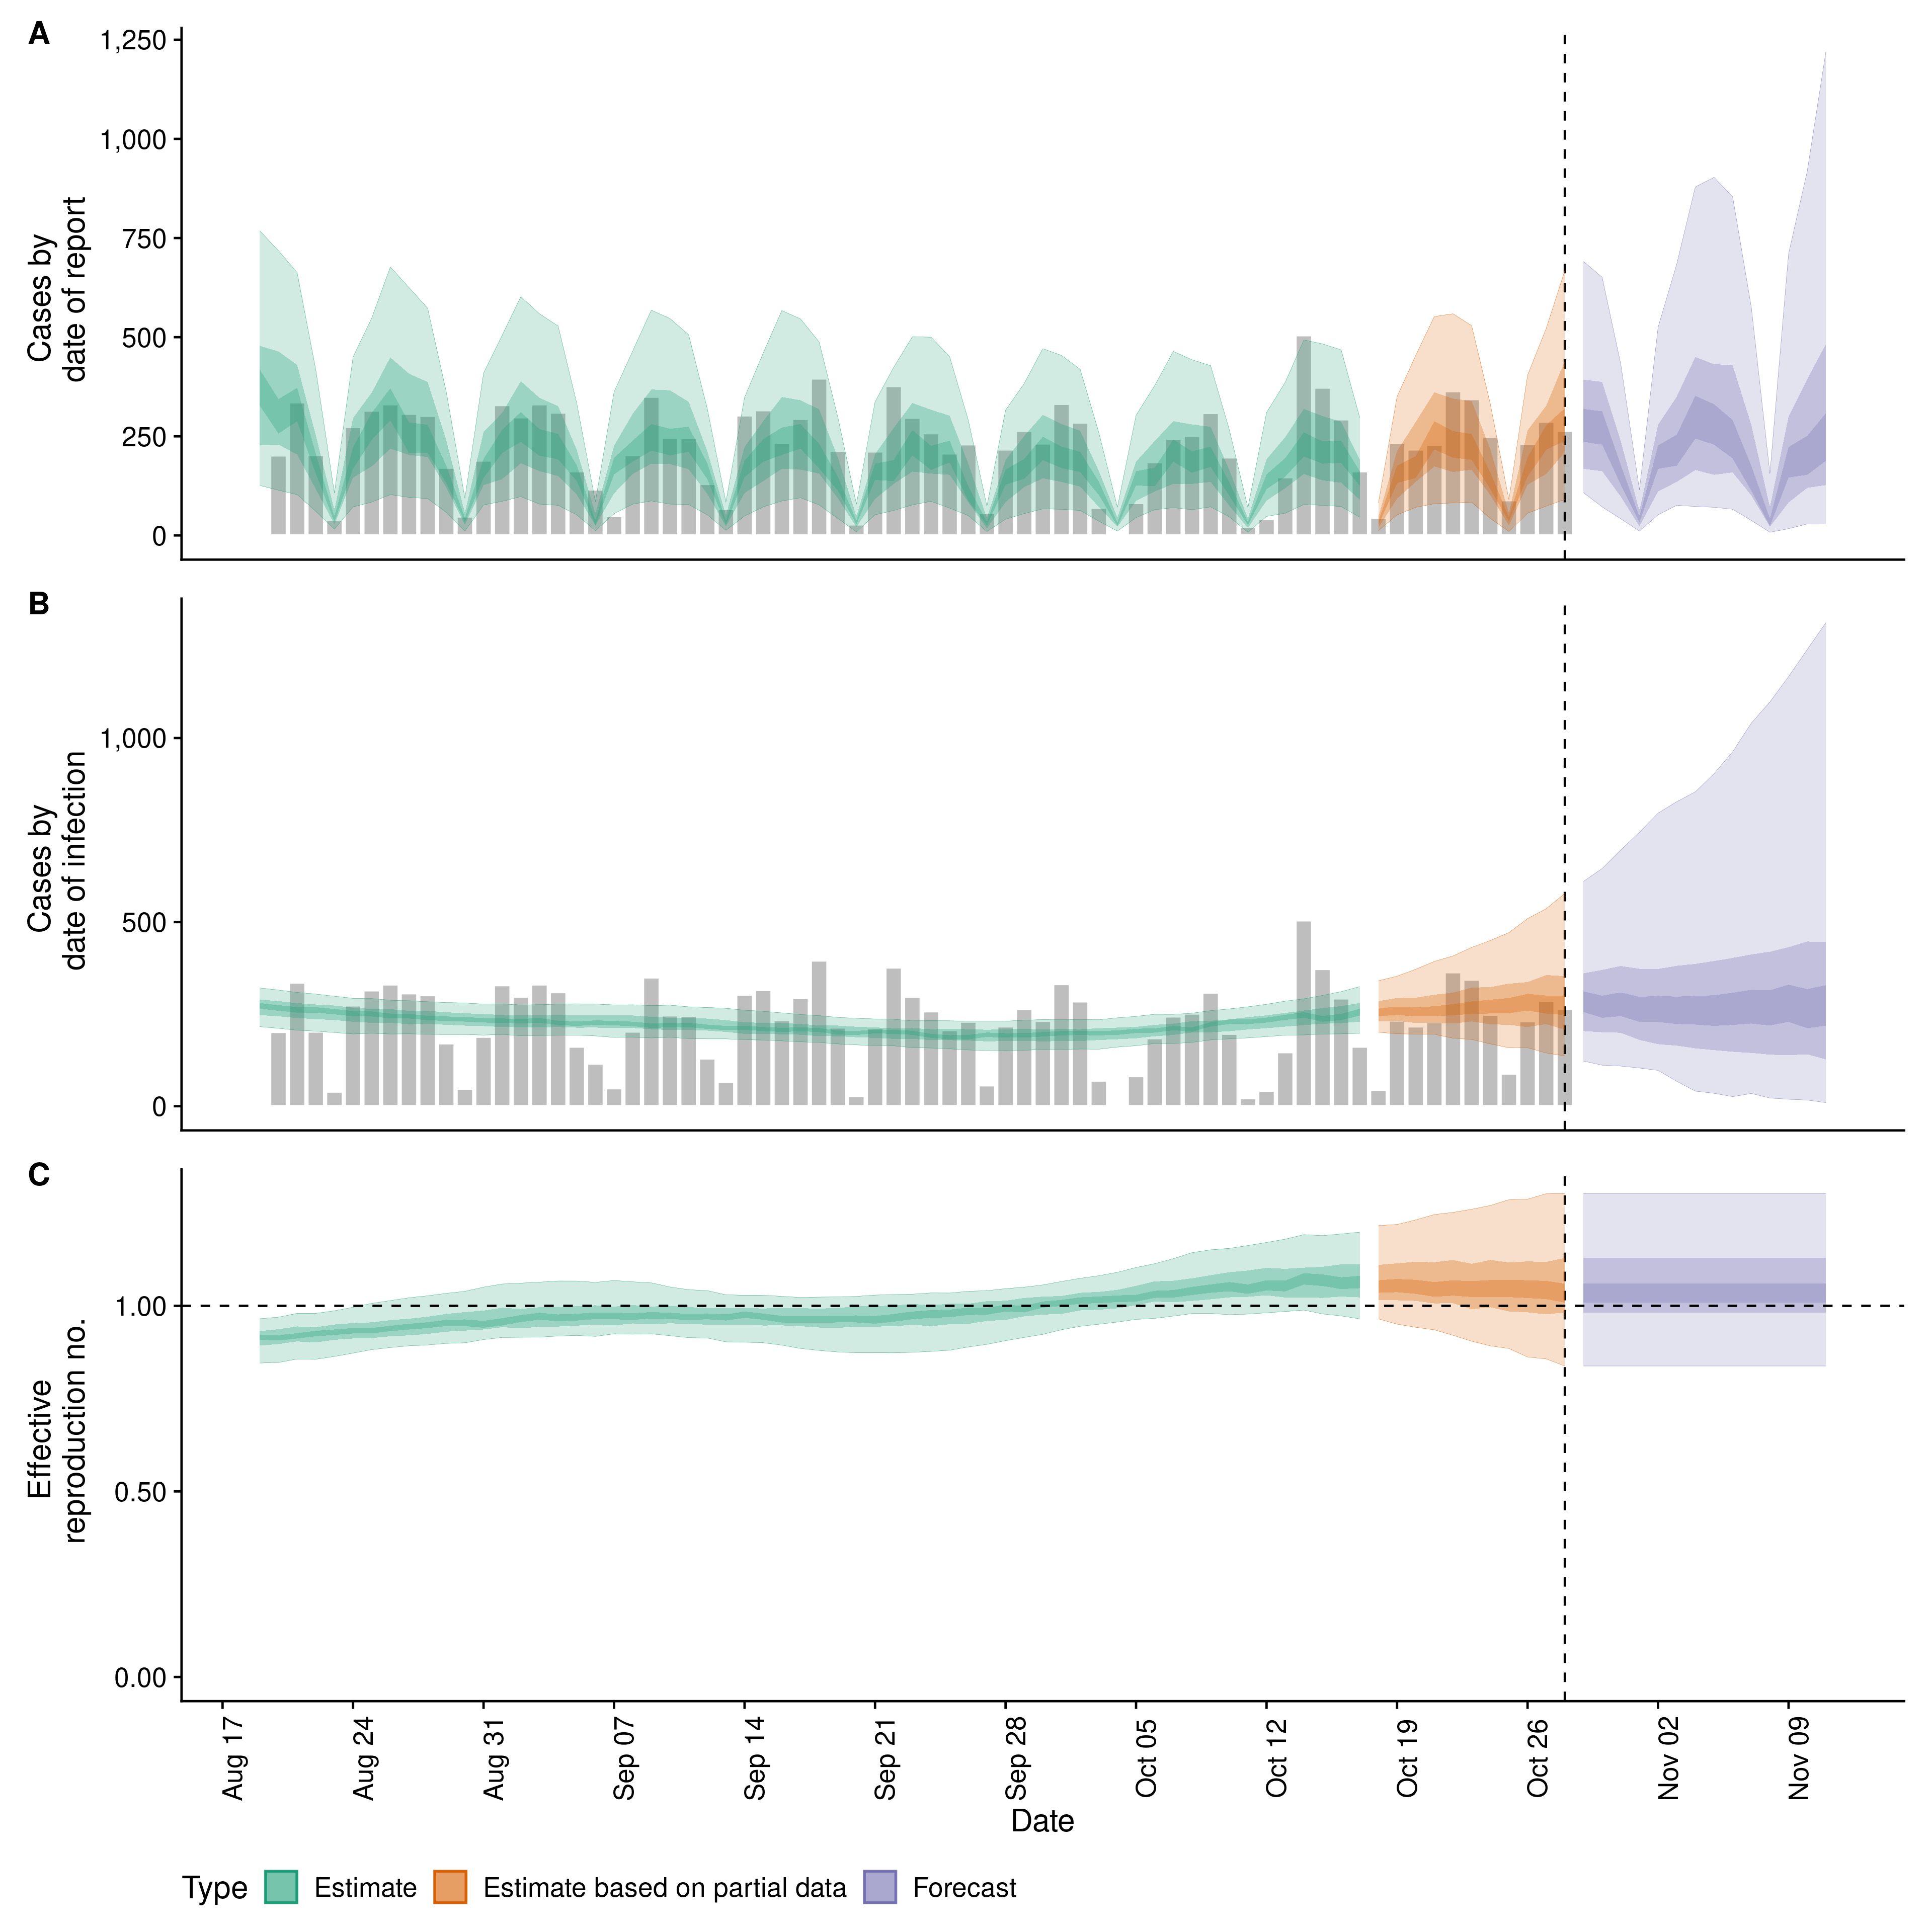 A
1,250
1,000
750
500
250
0
Cases by
date of report
B
1,000
500
0
Cases by
date of infection
C
1.00
0.50
0.00
Effective
reproduction no.
Aug 17
Aug 24
Aug 31
Sep 07
Sep 14
Sep 21
Sep 28
Oct 05
Oct 12
Oct 19
Oct 26
Nov 02
Nov 09
Date
Type Estimate Estimate based on partial data Forecast